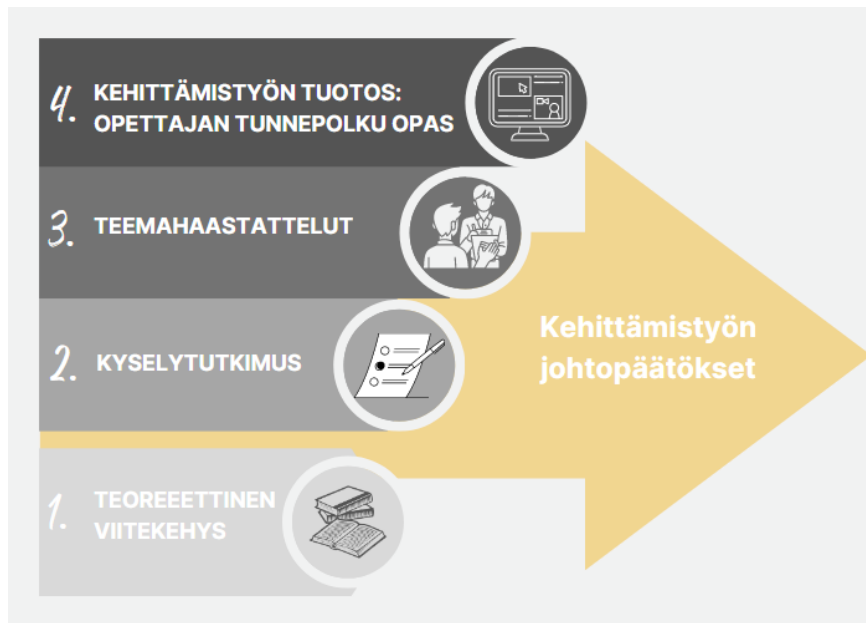 4. KEHITTÄMISTYÖN TUOTOS:
OPETTAJAN TUNNEPOLKU OPAS
3. TEEMAHAASTATTELUT
2. KYSELYTUTKIMUS
1. TEOREEETTINEN
VIITEKEHYS
Kehittämistyön
johtopäätökset